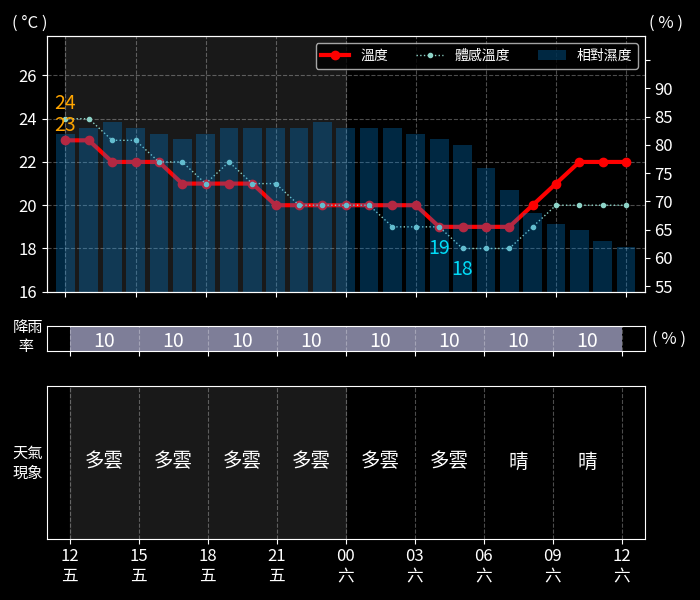 ( °C )
( % )
溫度 體感溫度 相對濕度
26
24
22
20
18
16
90
85
80
75
70
65
60
55
24
23
19
18
降雨
率
10 10 10 10 10 10 10 10
( % )
天氣
現象
多雲 多雲 多雲 多雲 多雲 多雲 晴 晴
12 15 18 21 00 03 06 09 12
五 五 五 五 六 六 六 六 六